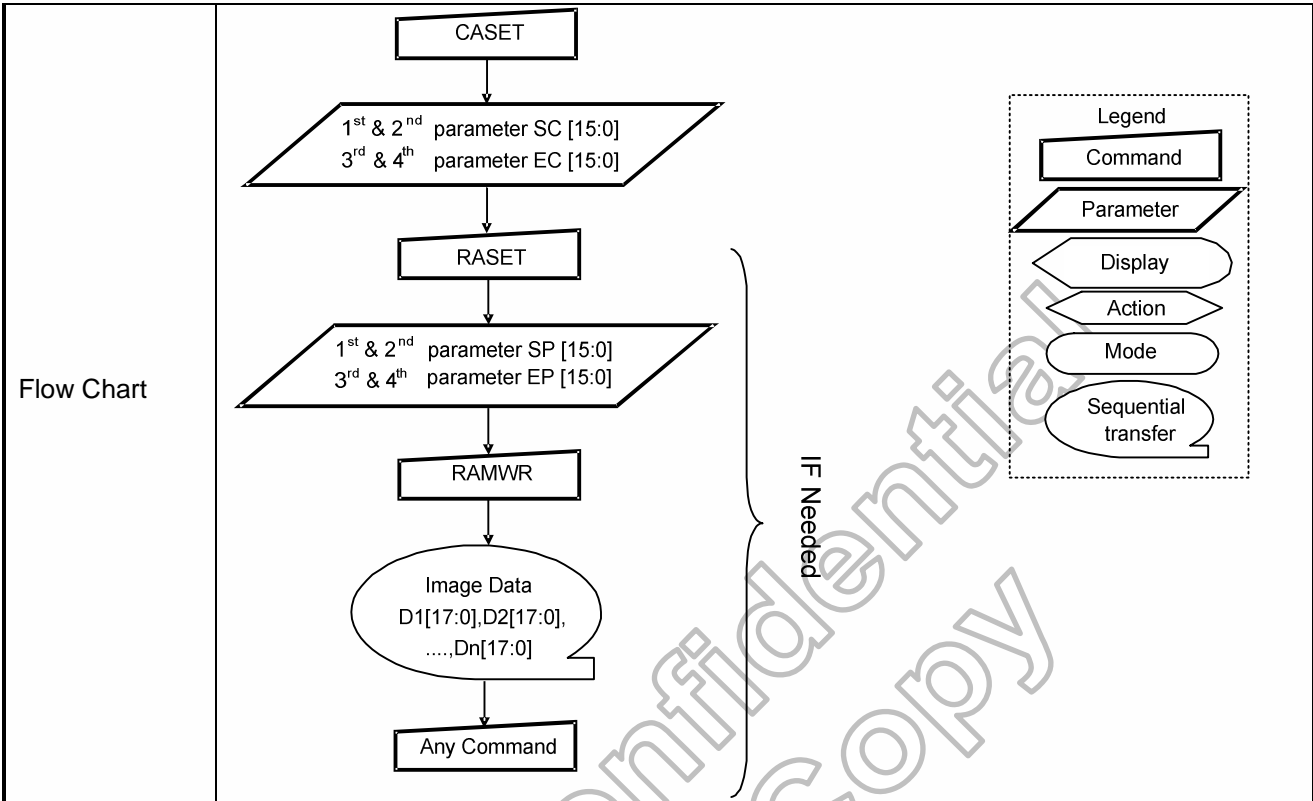 Flow Chart
CASET
1st & 2nd parameter SC [15:0]
3rd & 4th parameter EC [15:0]
RASET
1st & 2nd parameter SP [15:0]
3rd & 4th parameter EP [15:0]
RAMWR
Image Data
D1[17:0],D2[17:0],
....,Dn[17:0]
Any Command
IF Needed
Legend
Command
Parameter
Display
Action
Mode
Sequential
transfer
onfidential
Copy